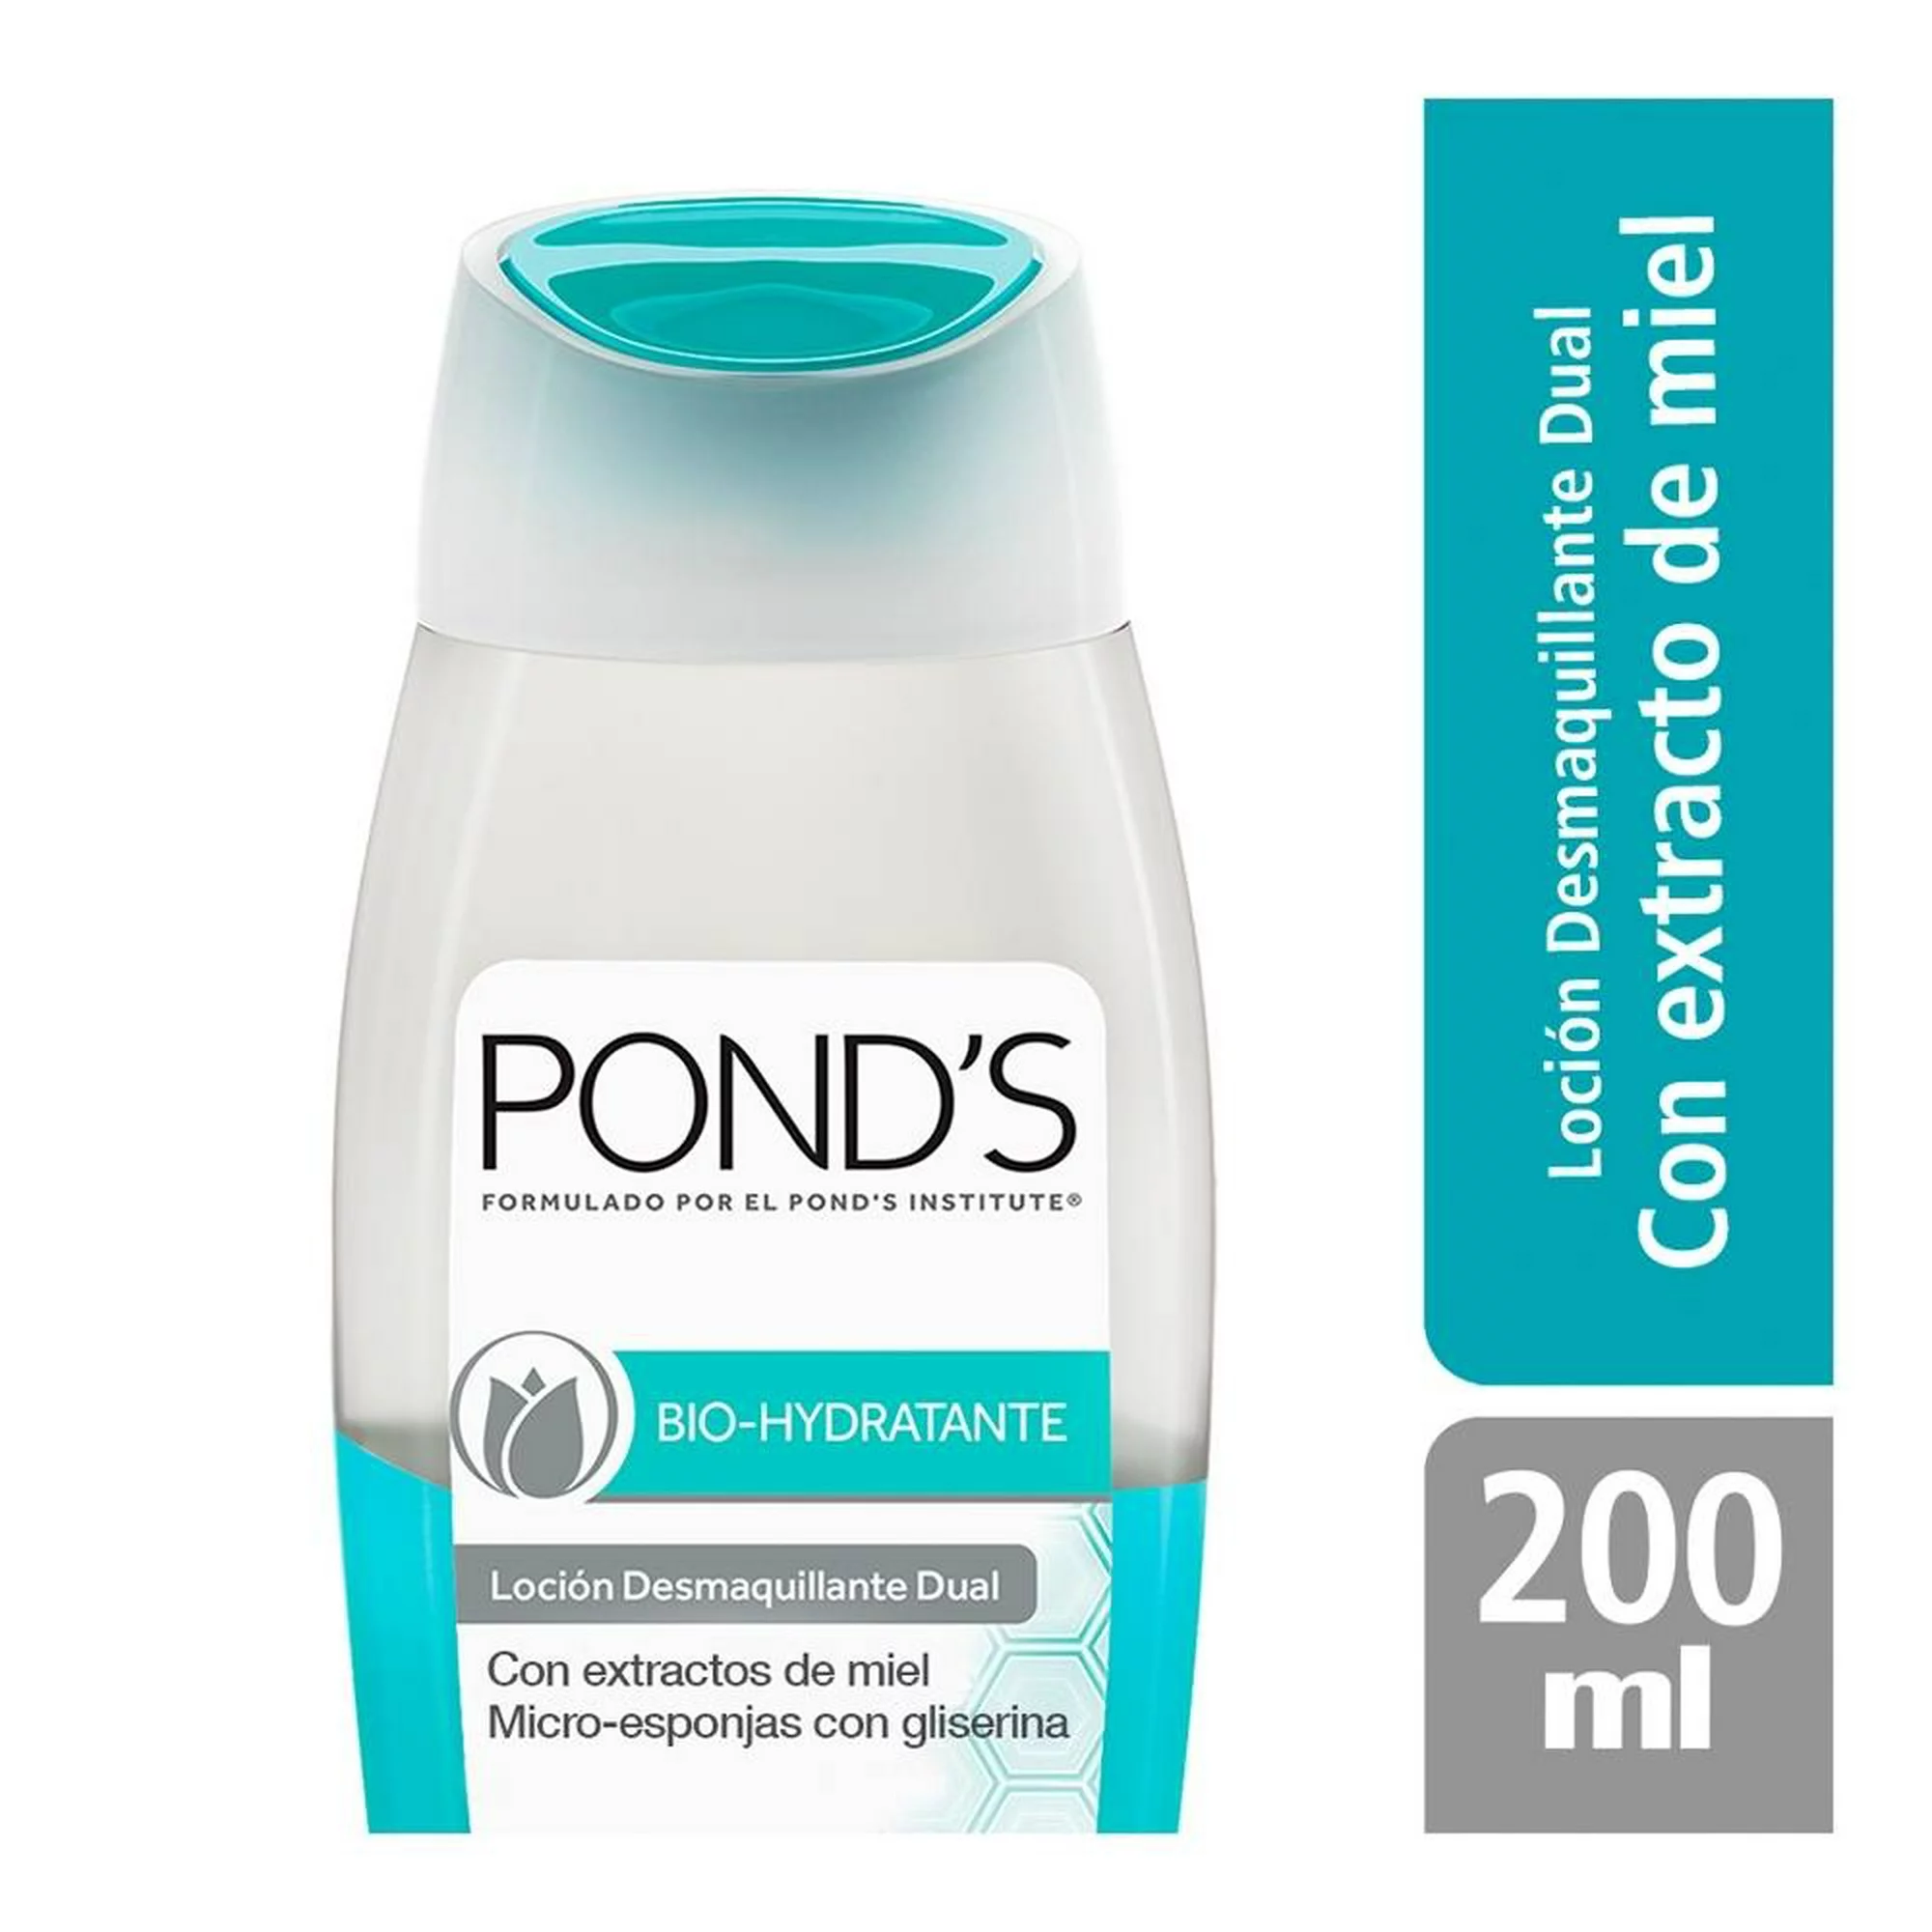 POND'S
FORMULADO POR EL POND'S INSTITUTE®
BIO-HYDRATANTE
Loción Desmaquillante Dual
Con extractos de miel
Micro-esponjas con gliserina
Loción Desmaquillante Dual
Con extracto de miel
200
ml